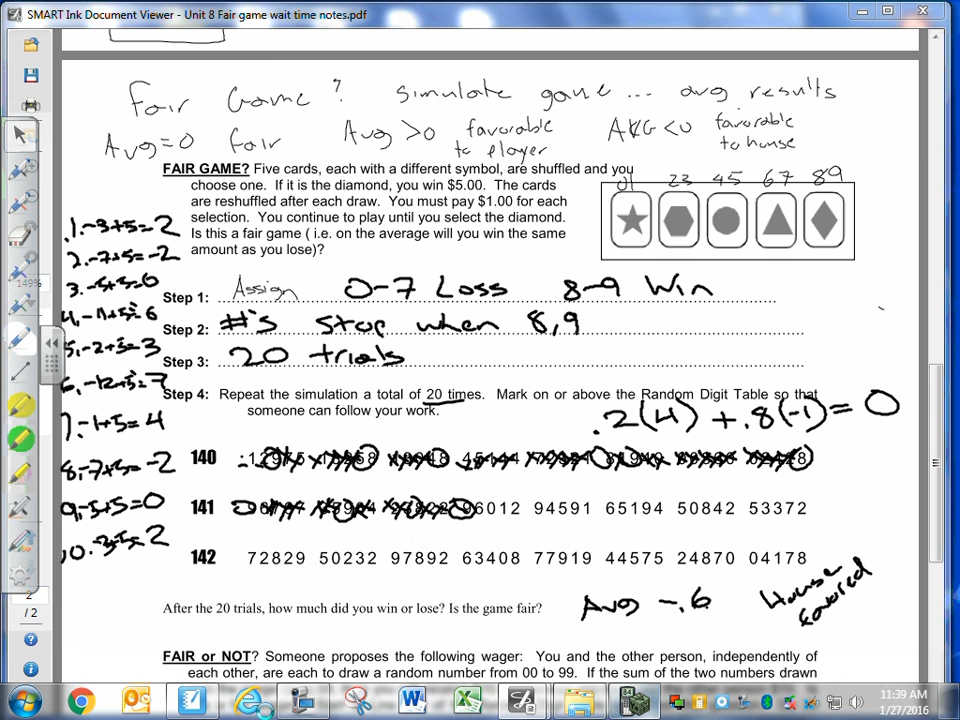 SMART Ink Document Viewer - Unit 8 Fair game wait time notes.pdf
Fair Game? simulate game... avg results
Avg=0 fair Avg >0 favorable to player AVG <0 favorable to house
FAIR GAME? Five cards, each with a different symbol, are shuffled and you
choose one. If it is the diamond, you win $5.00. The cards
are reshuffled after each draw. You must pay $1.00 for each
selection. You continue to play until you select the diamond.
Is this a fair game ( i.e. on the average will you win the same
amount as you lose)?
01 23 45 67 89
1. -3+5=2
2. -7+5=-2
3. -5+5=0
5. -2+5=3
7. -1+5=4
8. -7+5=-2
9. -5+5=0
149%
Step 1: Assign 0-7 Loss 8-9 Win
Step 2: #'s stop when 8,9
Step 3: 20 trials
Step 4: Repeat the simulation a total of 20 times. Mark on or above the Random Digit Table so that
someone can follow your work.
.2(4) + .8(-1) = 0
140
141 96012 94591 65194 50842 53372
142 72829 50232 97892 63408 77919 44575 24870 04178
After the 20 trials, how much did you win or lose? Is the game fair?
Avg -.6 House favored
FAIR or NOT? Someone proposes the following wager: You and the other person, independently of
each other, are each to draw a random number from 00 to 99. If the sum of the two numbers drawn
2
/ 2
11:39 AM
1/27/2016